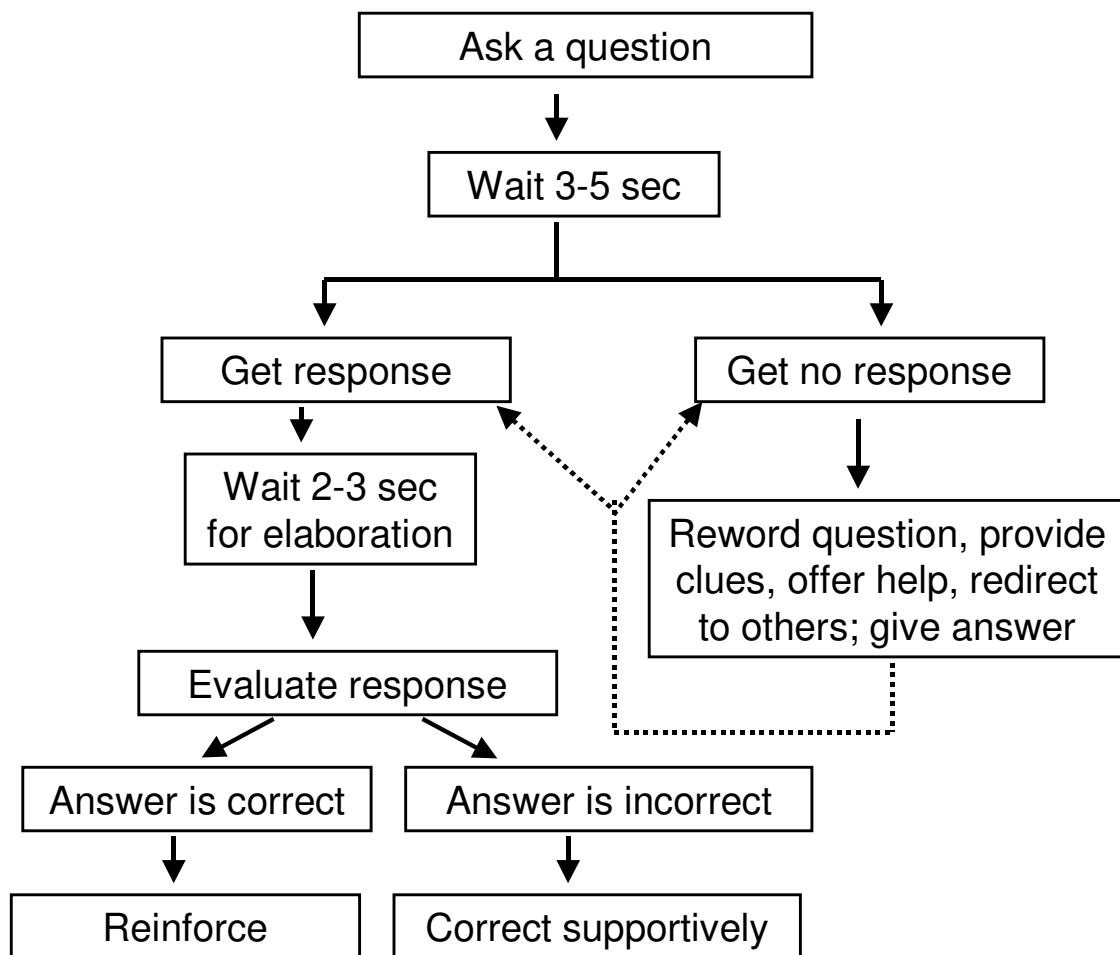 Ask a question
Wait 3-5 sec
Get response
Get no response
Wait 2-3 sec
for elaboration
Reword question, provide
clues, offer help, redirect
to others; give answer
Evaluate response
Answer is correct
Answer is incorrect
Reinforce
Correct supportively